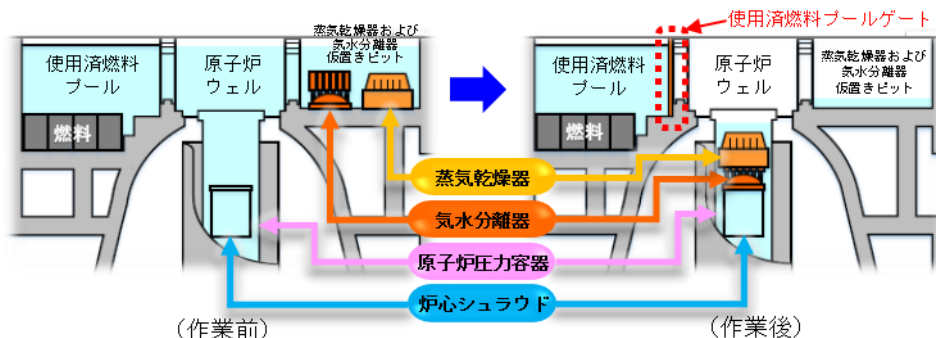 使用済燃料プールゲート
使用済燃料
プール
原子炉
ウェル
蒸気乾燥器および
気水分離器
仮置きピット
燃料
使用済燃料
プール
原子炉
ウェル
蒸気乾燥器および
気水分離器
仮置きピット
燃料
蒸気乾燥器
気水分離器
原子炉圧力容器
炉心シュラウド
(作業前)
(作業後)